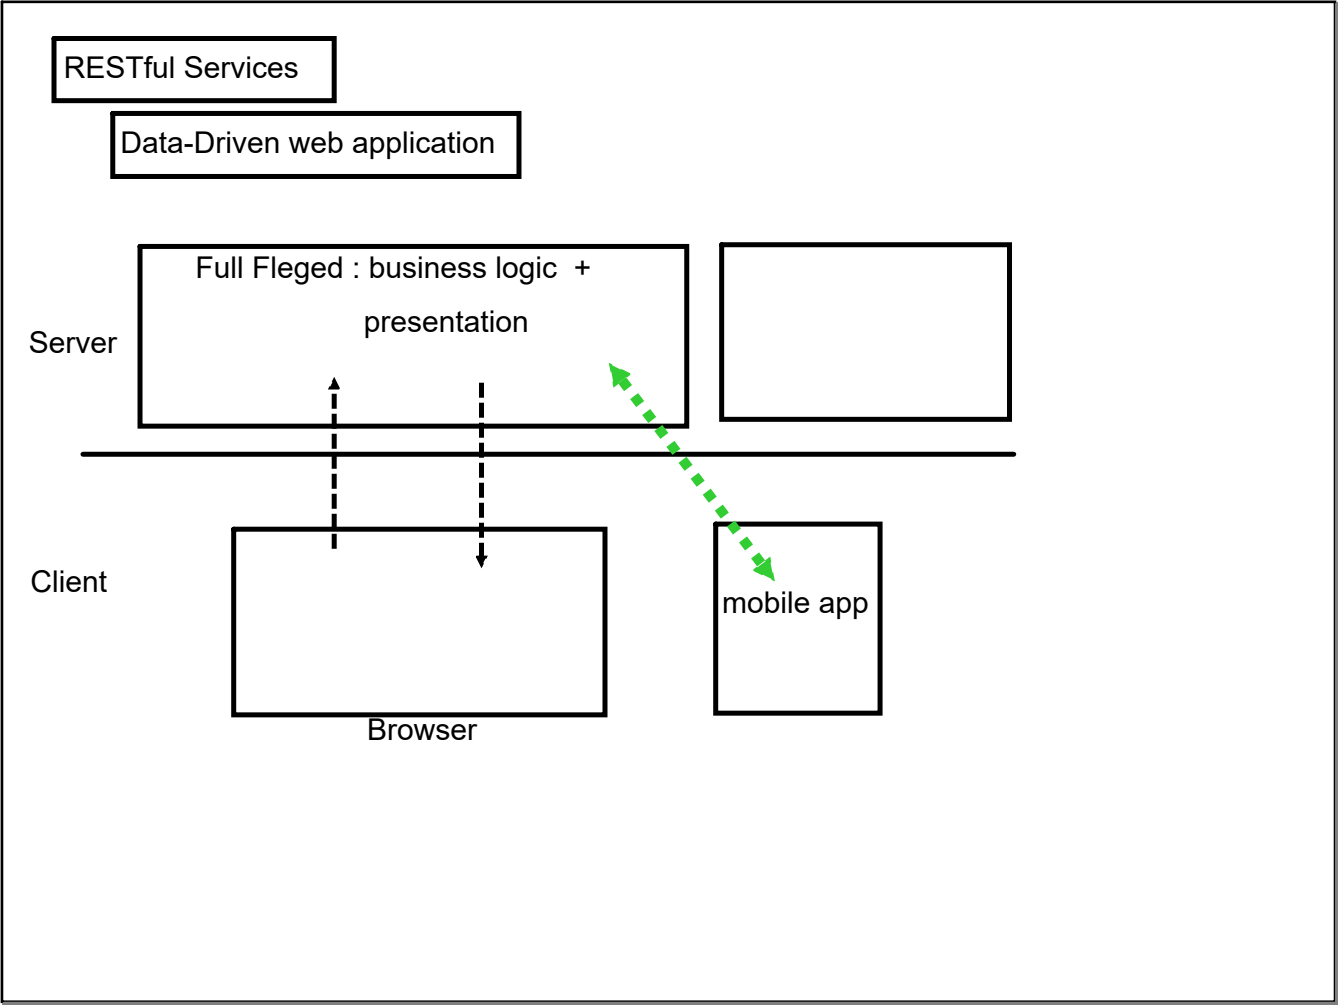 RESTful Services
Data-Driven web application
Full Fleged : business logic +
presentation
Server
Client
mobile app
Browser